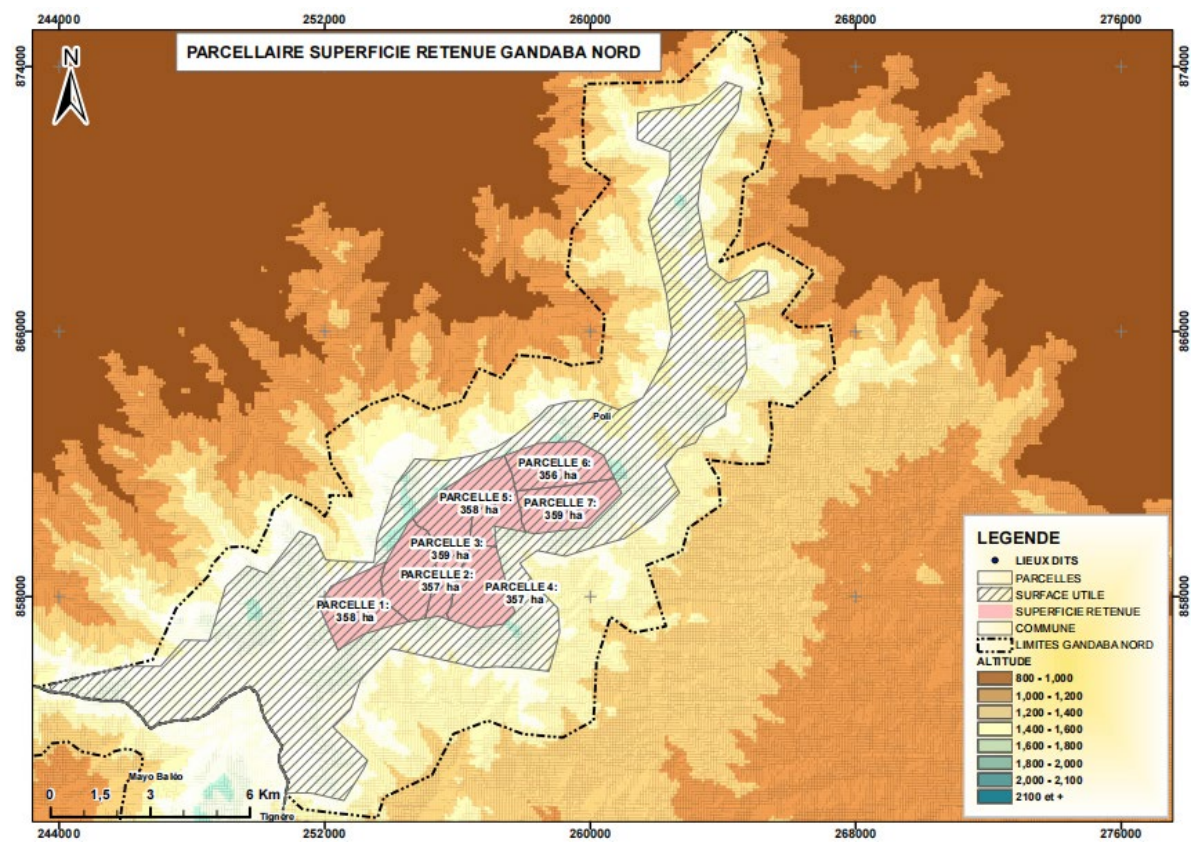 244000 252000 260000 268000 276000
PARCELLAIRE SUPERFICIE RETENUE GANDABA NORD
N
874000 874000
866000 866000
Poli
PARCELLE 6:
356 ha
PARCELLE 5:
358 ha
PARCELLE 7:
359 ha
PARCELLE 3:
359 ha
PARCELLE 2:
357 ha
PARCELLE 4:
357 ha
PARCELLE 1:
358 ha
858000 858000
LEGENDE
LIEUX DITS
PARCELLES
SURFACE UTILE
SUPERFICIE RETENUE
COMMUNE
LIMITES GANDABA NORD
ALTITUDE
800 - 1,000
1,000 - 1,200
1,200 - 1,400
1,400 - 1,600
1,600 - 1,800
1,800 - 2,000
2,000 - 2,100
2100 et +
Mayo Baléo
0 1,5 3 6 Km
Tignère
244000 252000 260000 268000 276000